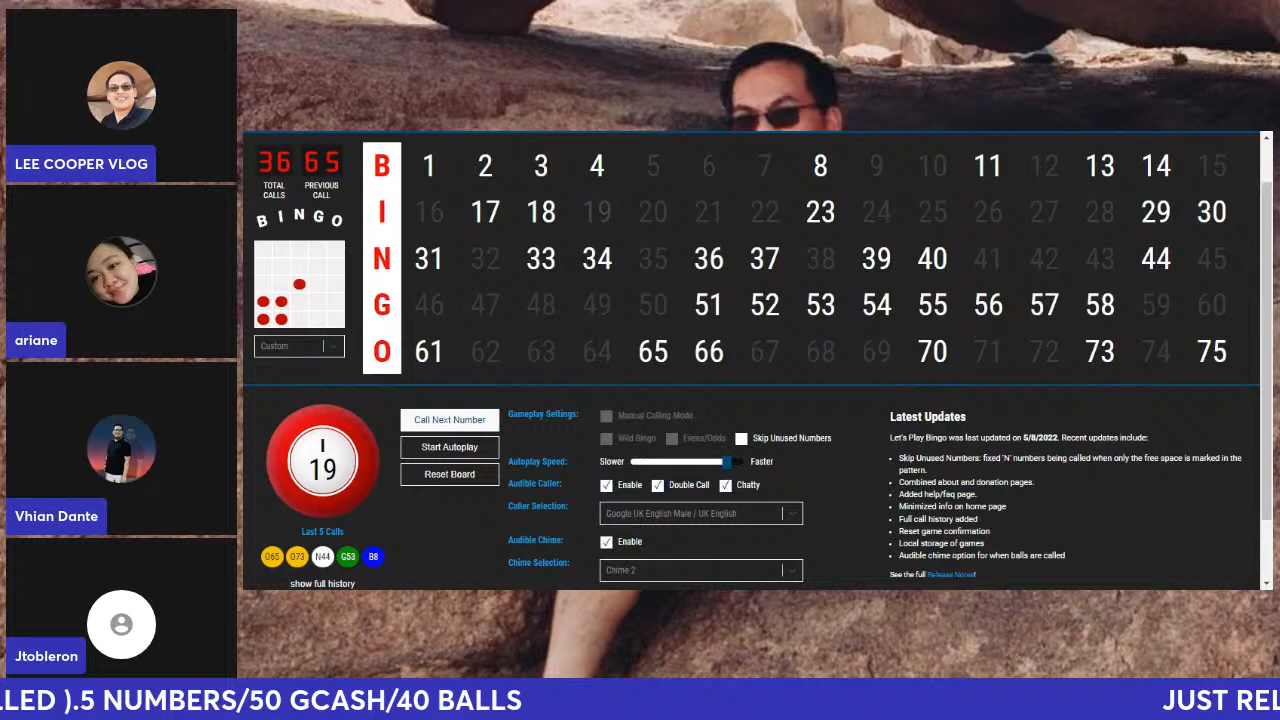 LEE COOPER VLOG
ariane
Vhian Dante
Jtobleron
36 65
TOTAL CALLS PREVIOUS CALL
B I N G O
Custom
B 1 2 3 4 5 6 7 8 9 10 11 12 13 14 15
I 16 17 18 19 20 21 22 23 24 25 26 27 28 29 30
N 31 32 33 34 35 36 37 38 39 40 41 42 43 44 45
G 46 47 48 49 50 51 52 53 54 55 56 57 58 59 60
O 61 62 63 64 65 66 67 68 69 70 71 72 73 74 75
I
19
Last 5 Calls
O65 O73 N44 G53 B8
show full history
Call Next Number
Start Autoplay
Reset Board
Gameplay Settings: Manual Calling Mode
Wild Bingo Evens/Odds Skip Unused Numbers
Autoplay Speed: Slower Faster
Audible Caller: Enable Double Call Chatty
Caller Selection: Google UK English Male / UK English
Audible Chime: Enable
Chime Selection: Chime 2
Latest Updates
Let's Play Bingo was last updated on 5/8/2022. Recent updates include:
Skip Unused Numbers: fixed 'N' numbers being called when only the free space is marked in the
pattern.
Combined about and donation pages.
Added help/faq page.
Minimized info on home page
Full call history added
Reset game confirmation
Local storage of games
Audible chime option for when balls are called
See the full Release Notes!
LLED ).5 NUMBERS/50 GCASH/40 BALLS JUST REL